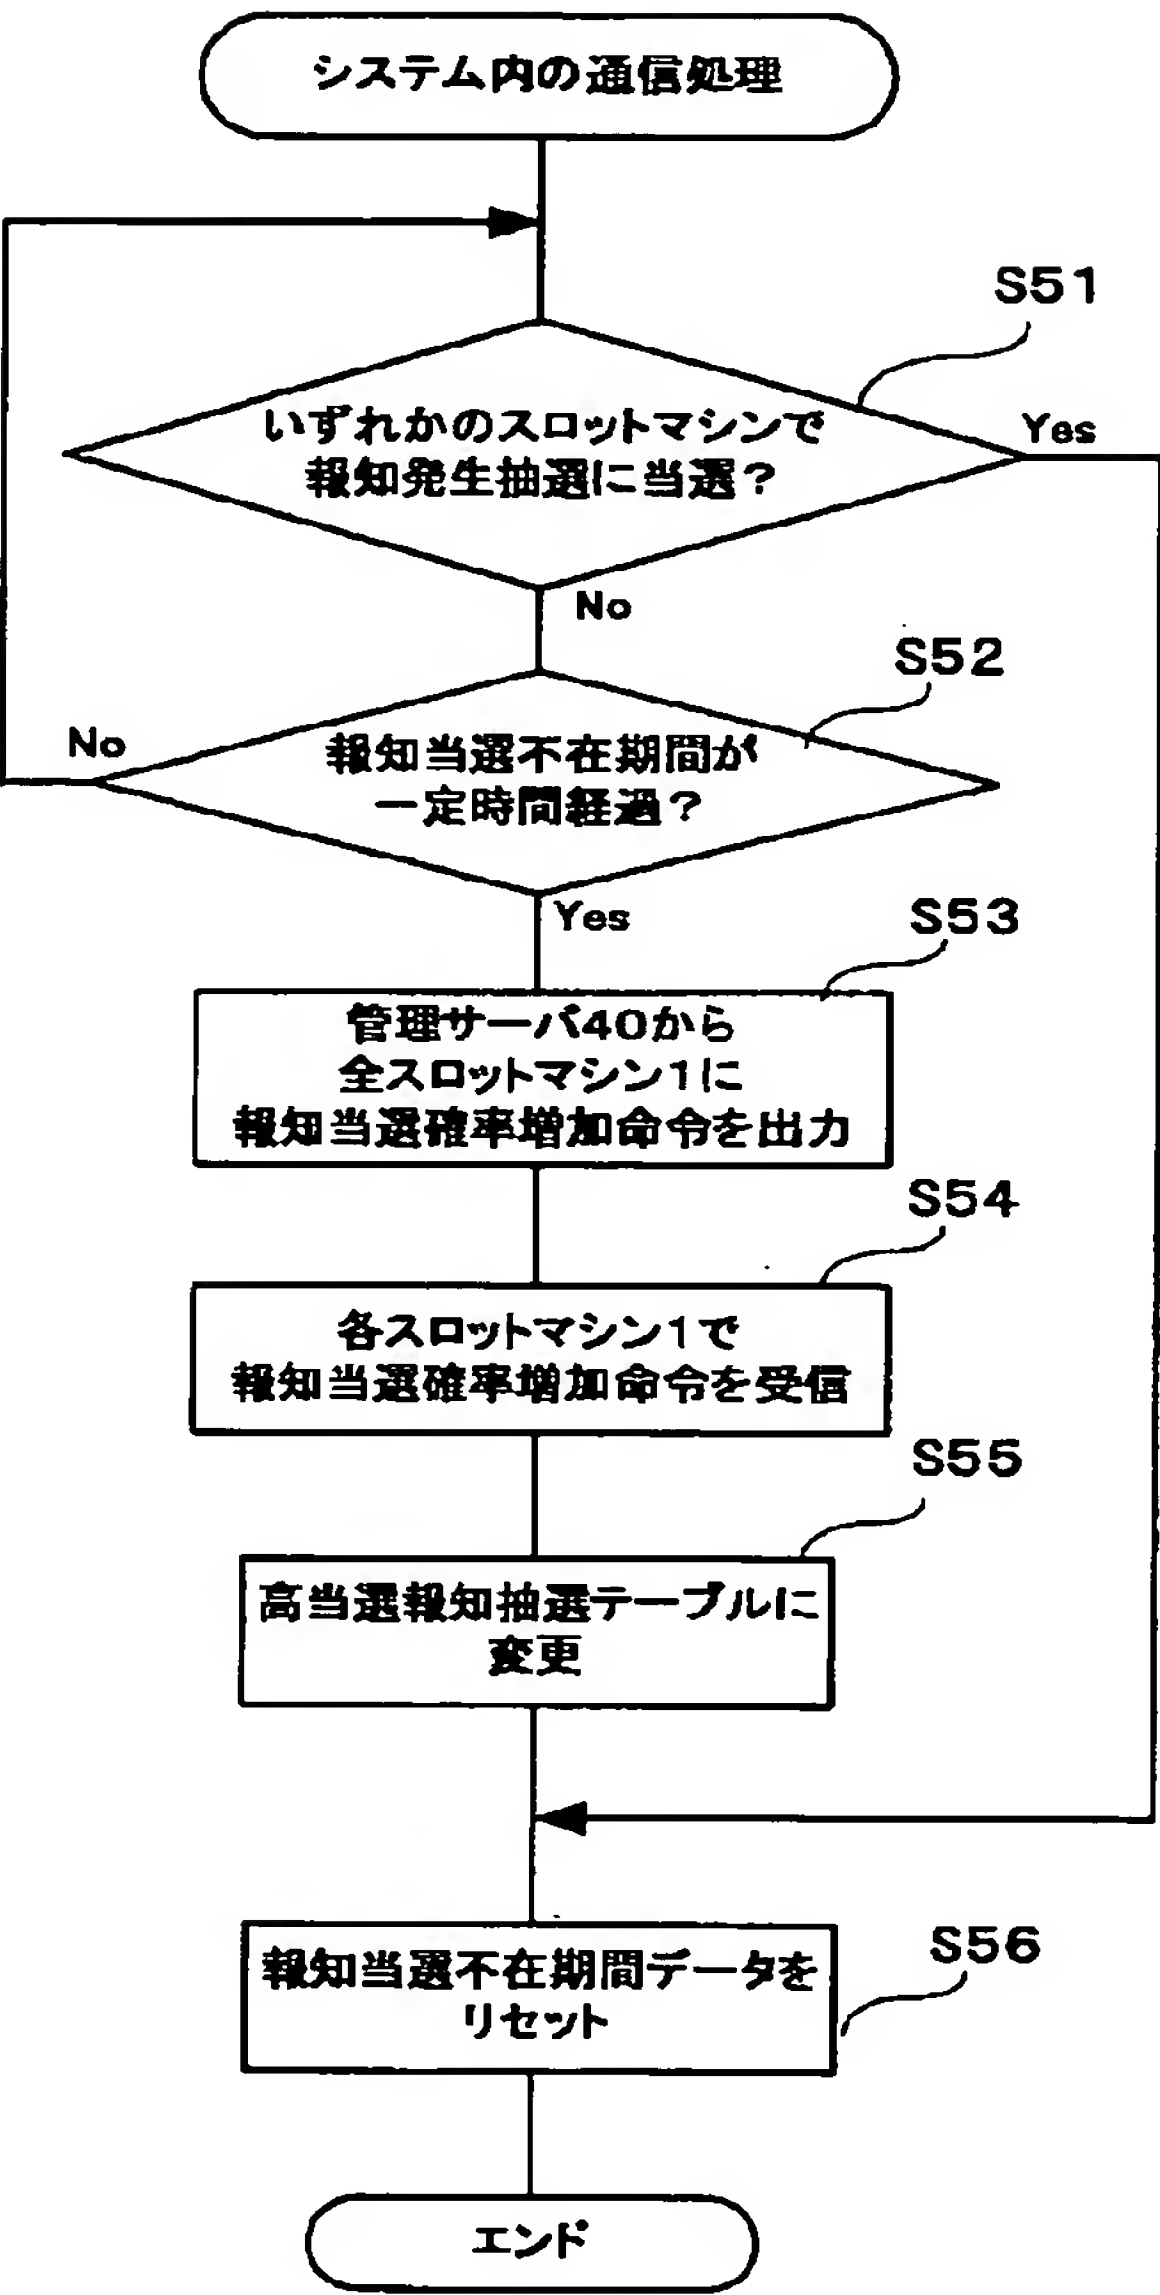 システム内の通信処理
S51
いずれかのスロットマシンで
報知発生抽選に当選？
Yes
No
S52
報知当選不在期間が
一定時間経過？
No
Yes
S53
管理サーバ40から
全スロットマシン1に
報知当選確率増加命令を出力
S54
各スロットマシン1で
報知当選確率増加命令を受信
S55
高当選報知抽選テーブルに
変更
S56
報知当選不在期間データを
リセット
エンド